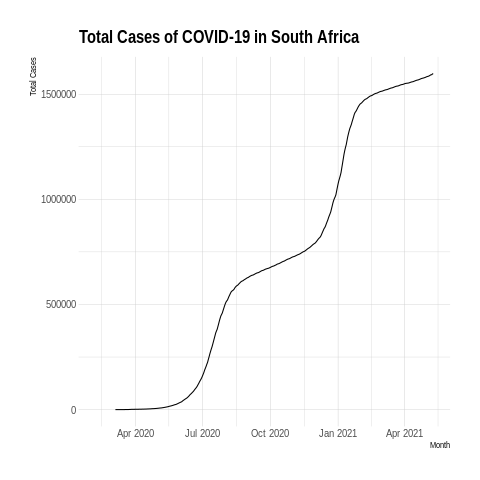 Total Cases of COVID-19 in South Africa
Total Cases
1500000
1000000
500000
0
Apr 2020 Jul 2020 Oct 2020 Jan 2021 Apr 2021
Month